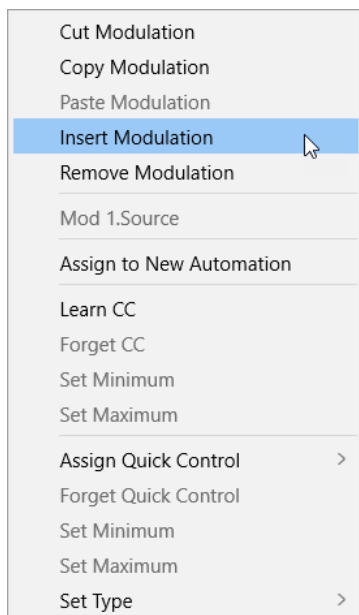 Cut Modulation
Copy Modulation
Paste Modulation
Insert Modulation
Remove Modulation
Mod 1.Source
Assign to New Automation
Learn CC
Forget CC
Set Minimum
Set Maximum
Assign Quick Control
Forget Quick Control
Set Minimum
Set Maximum
Set Type